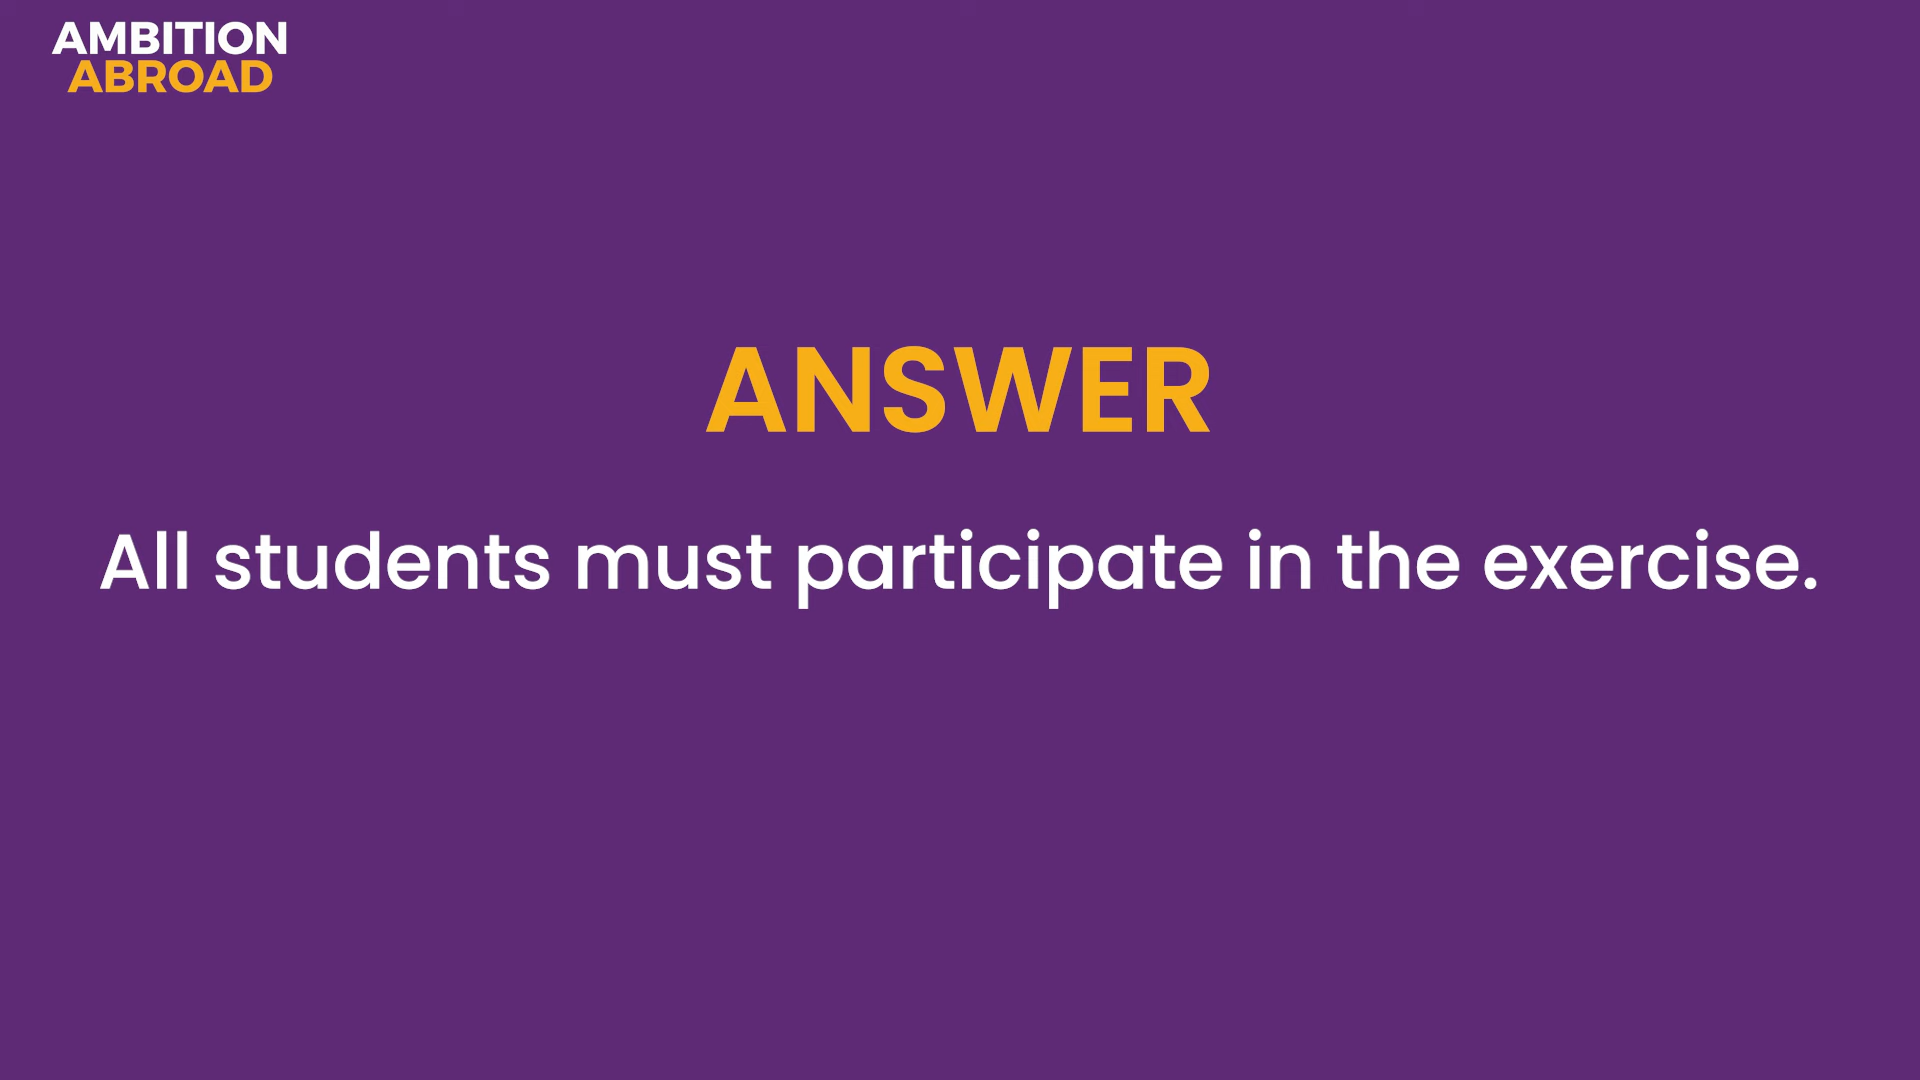 AMBITION
ABROAD
ANSWER
All students must participate in the exercise.